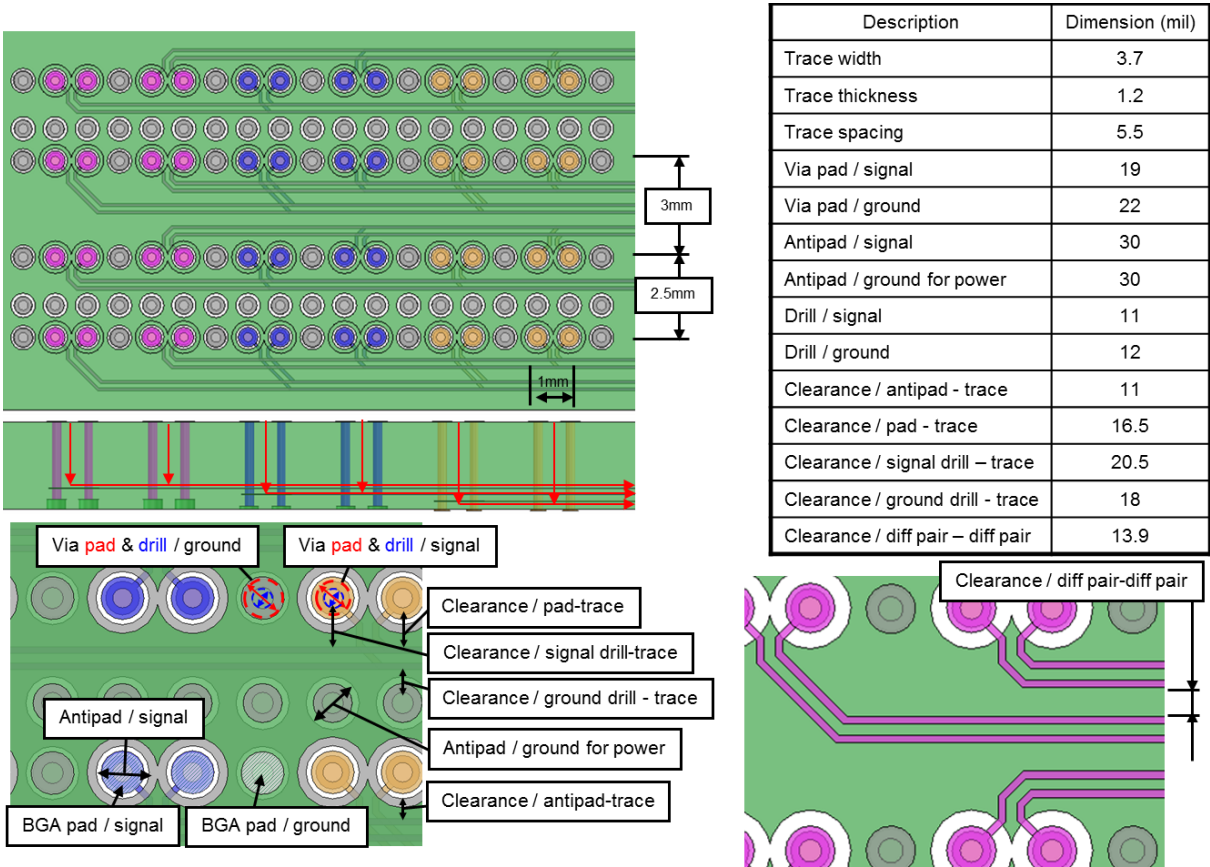 3mm
2.5mm
1mm
Description Dimension (mil)
Trace width 3.7
Trace thickness 1.2
Trace spacing 5.5
Via pad / signal 19
Via pad / ground 22
Antipad / signal 30
Antipad / ground for power 30
Drill / signal 11
Drill / ground 12
Clearance / antipad - trace 11
Clearance / pad - trace 16.5
Clearance / signal drill – trace 20.5
Clearance / ground drill - trace 18
Clearance / diff pair – diff pair 13.9
Via pad & drill / ground
Via pad & drill / signal
Clearance / pad-trace
Clearance / signal drill-trace
Clearance / ground drill - trace
Antipad / signal
Antipad / ground for power
Clearance / antipad-trace
BGA pad / signal
BGA pad / ground
Clearance / diff pair-diff pair